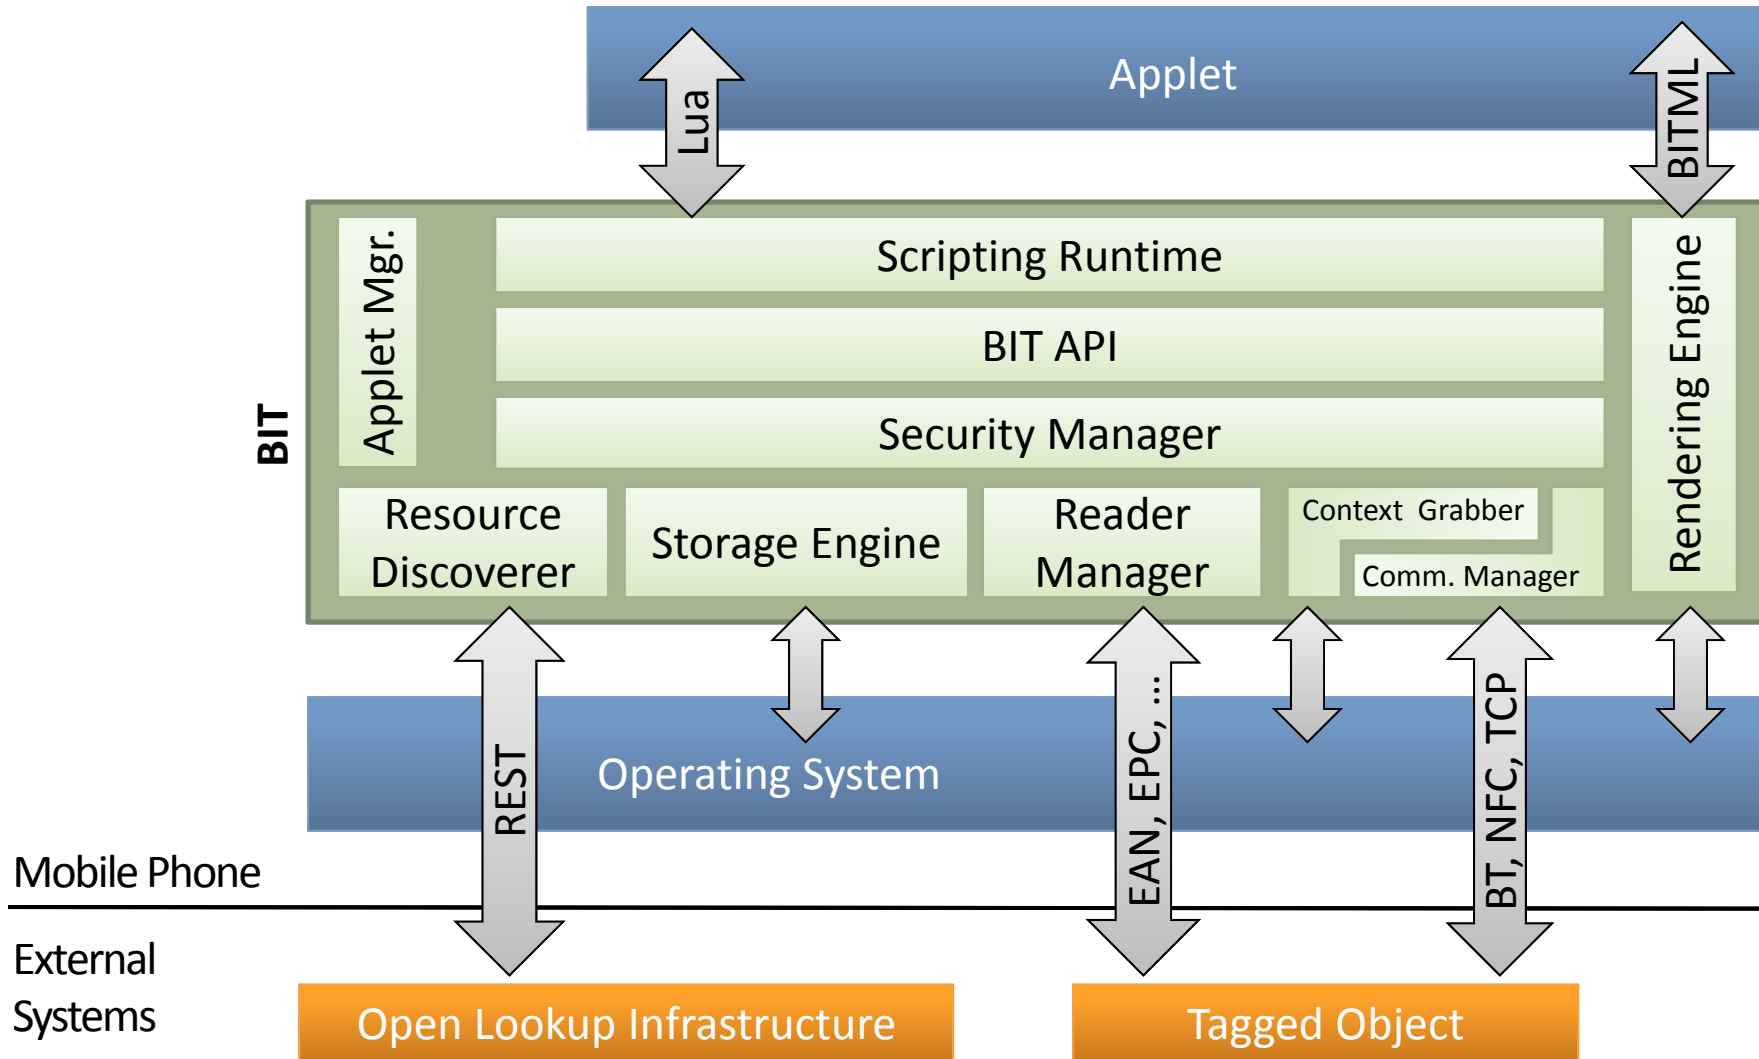 Applet
Lua
BITML
BIT
Applet Mgr.
Scripting Runtime
BIT API
Security Manager
Rendering Engine
Resource
Discoverer
Storage Engine
Reader
Manager
Context Grabber
Comm. Manager
REST
EAN, EPC, ...
BT, NFC, TCP
Operating System
Mobile Phone
External
Systems
Open Lookup Infrastructure
Tagged Object